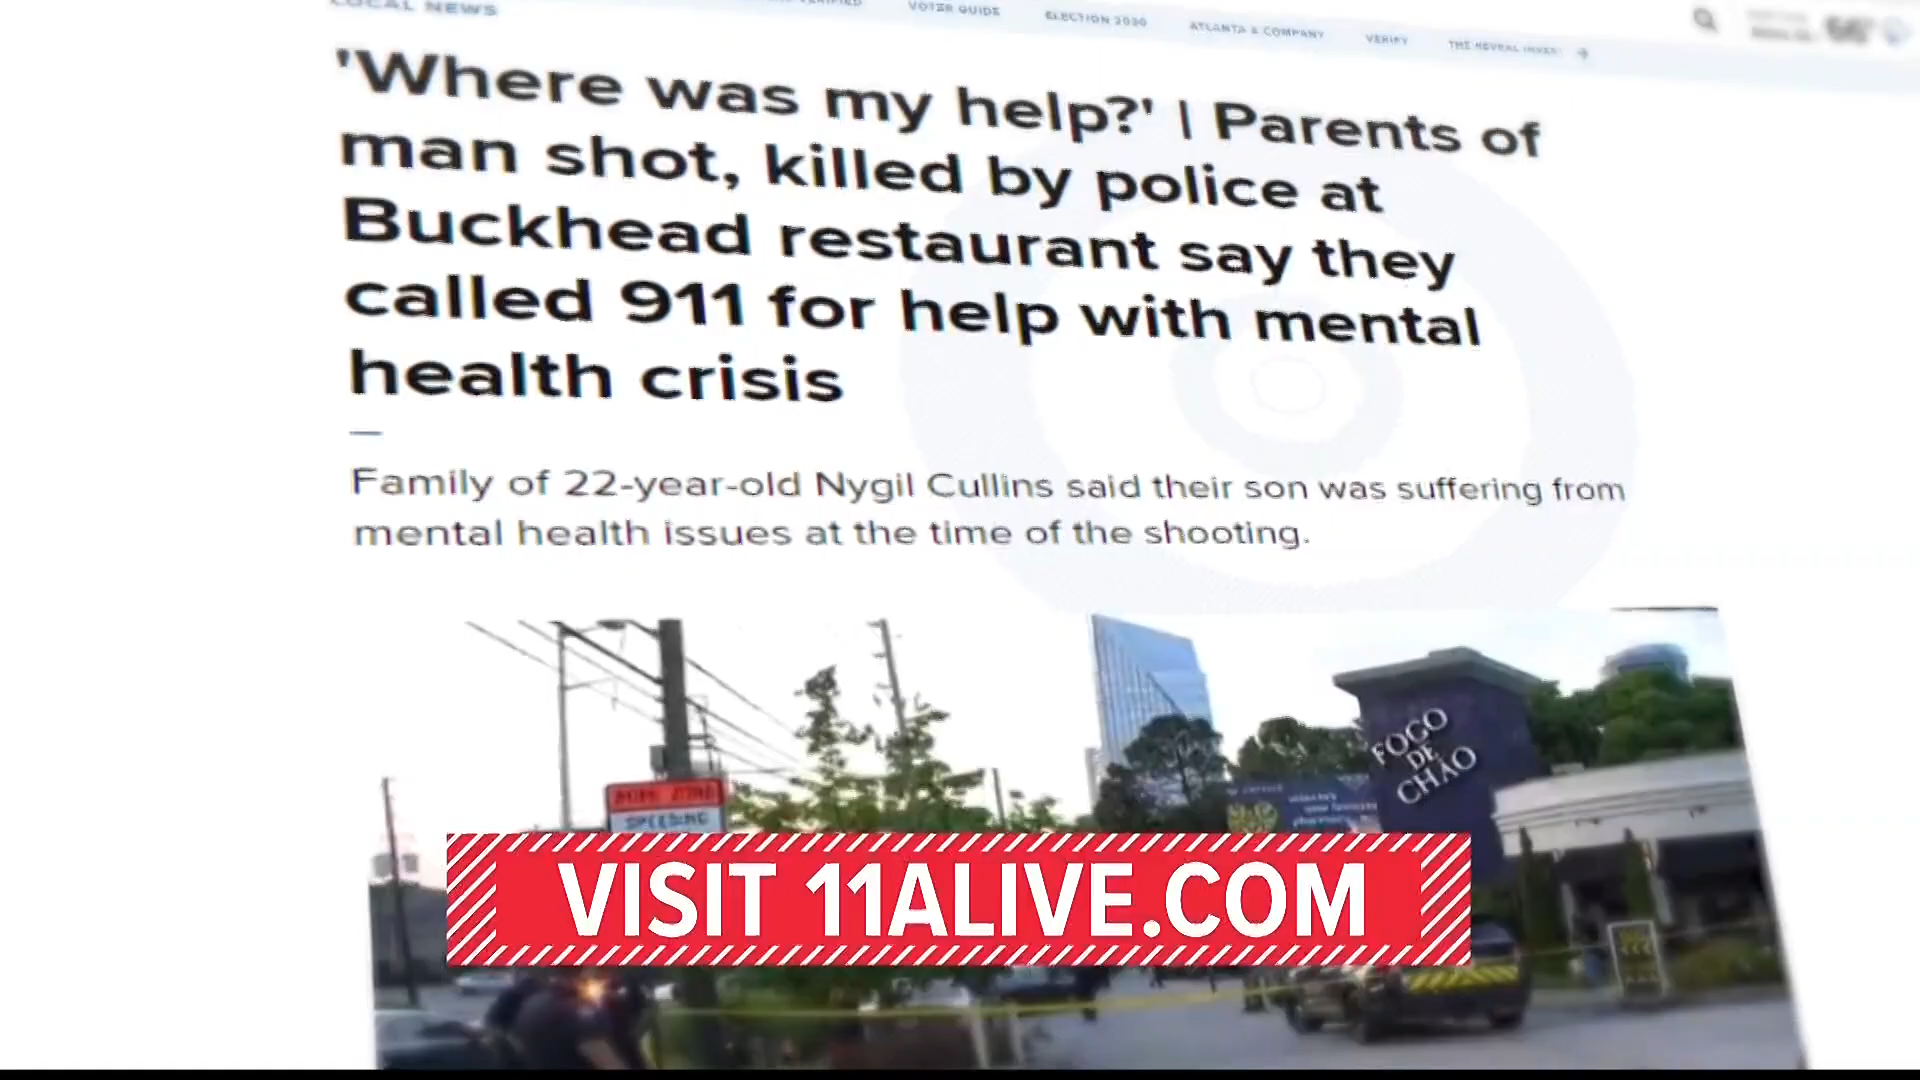 LOCAL NEWS
VOTER GUIDE
ELECTION 2020
ATLANTA & COMPANY
VERIFY
'Where was my help?' | Parents of
man shot, killed by police at
Buckhead restaurant say they
called 911 for help with mental
health crisis
Family of 22-year-old Nygil Cullins said their son was suffering from
mental health issues at the time of the shooting.
FOGO
DE
CHÃO
SPEEDING
VISIT 11ALIVE.COM